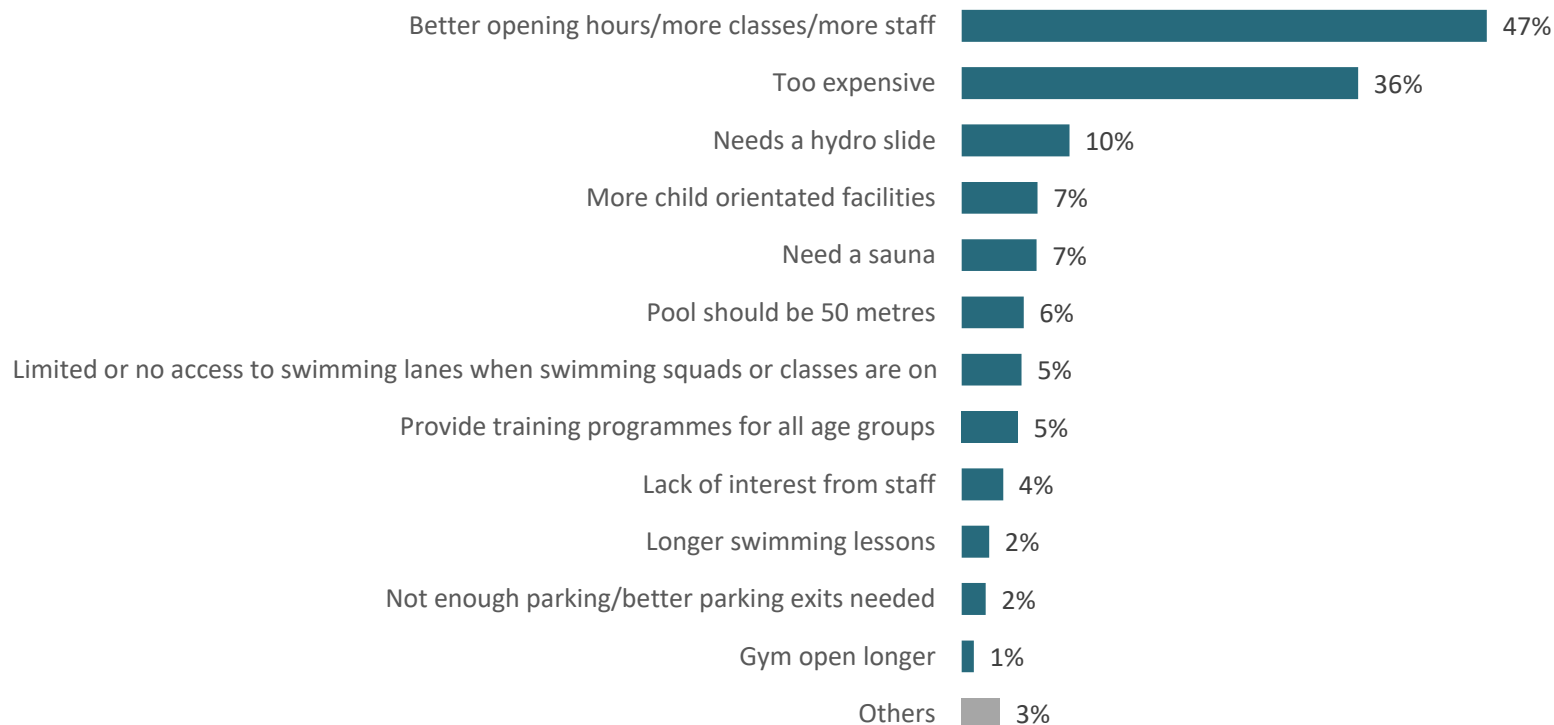 Better opening hours/more classes/more staff 47%
Too expensive 36%
Needs a hydro slide 10%
More child orientated facilities 7%
Need a sauna 7%
Pool should be 50 metres 6%
Limited or no access to swimming lanes when swimming squads or classes are on 5%
Provide training programmes for all age groups 5%
Lack of interest from staff 4%
Longer swimming lessons 2%
Not enough parking/better parking exits needed 2%
Gym open longer 1%
Others 3%